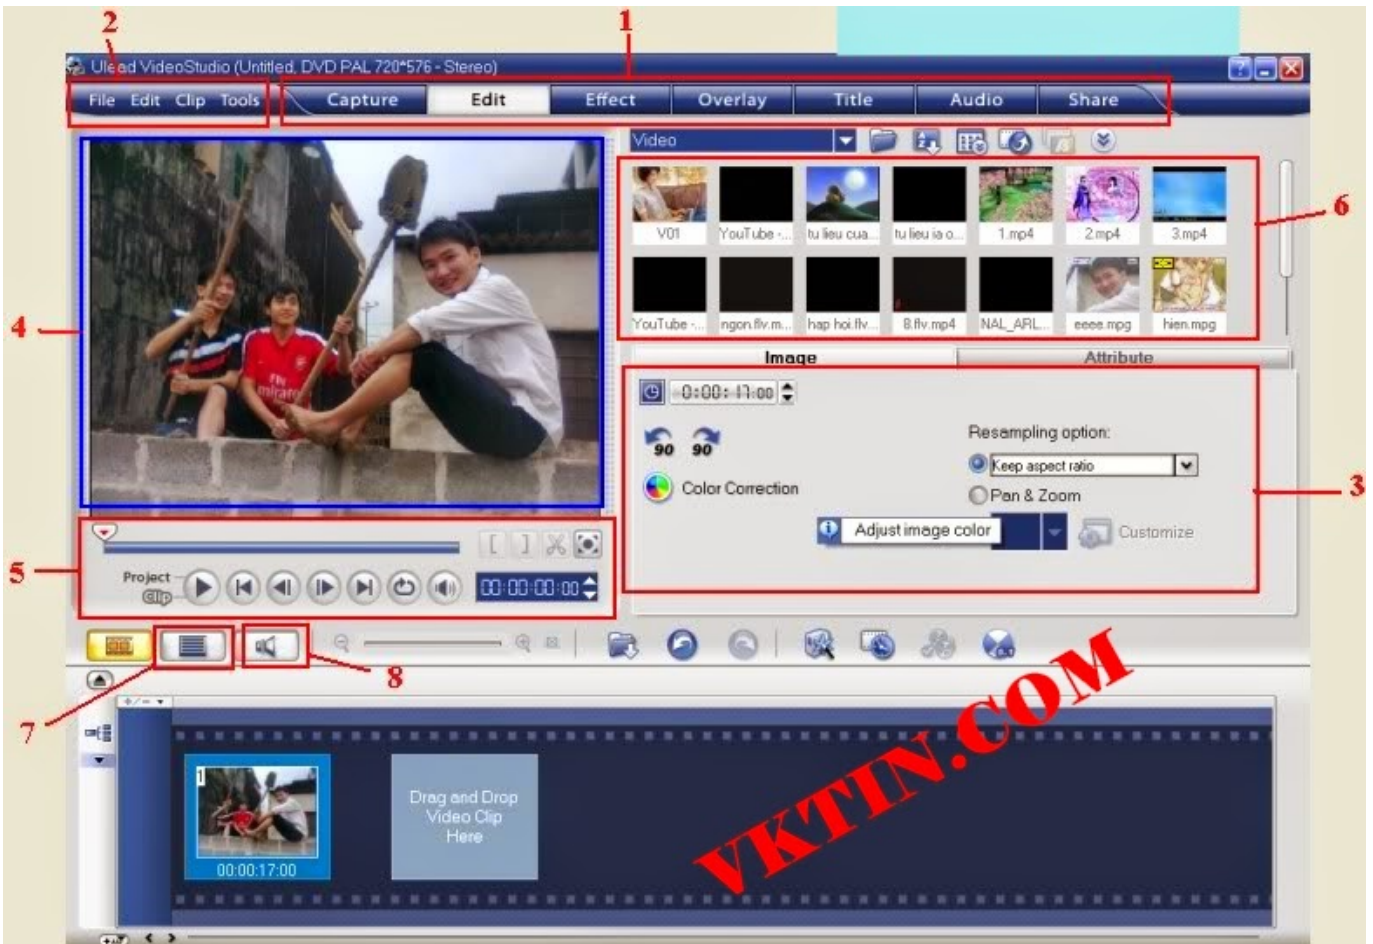 2
1
Ulead VideoStudio (Untitled, DVD PAL 720*576 - Stereo)
File Edit Clip Tools
Capture Edit Effect Overlay Title Audio Share
Video
6
V01 YouTube -... tu lieu cua... tu lieu ia o... 1.mp4 2.mp4 3.mp4
4
YouTube -... ngon.flv.m... hap hoi.flv... 8.flv.mp4 NAL_ARL... eeee.mpg hien.mpg
Image Attribute
0:00:17:00
90 90
Resampling option:
Keep aspect ratio
Color Correction
Pan & Zoom
3
Adjust image color
Customize
5
Project
Clip
00:00:00:00
7
8
VKTIN.COM
1
00:00:17:00
Drag and Drop
Video Clip
Here